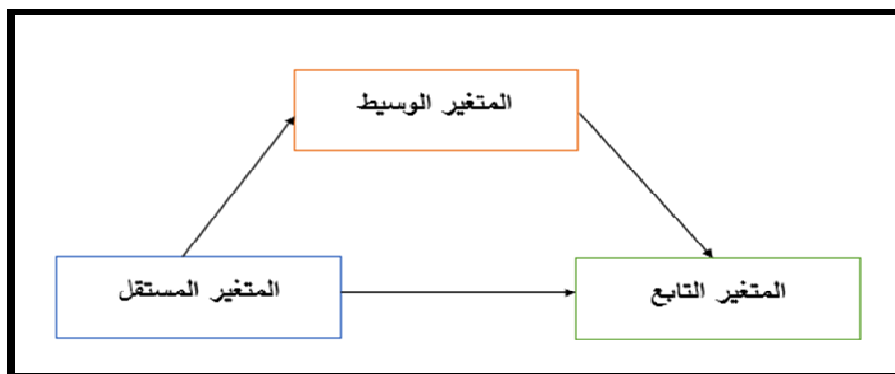 المتغير الوسيط
المتغير المستقل
المتغير التابع